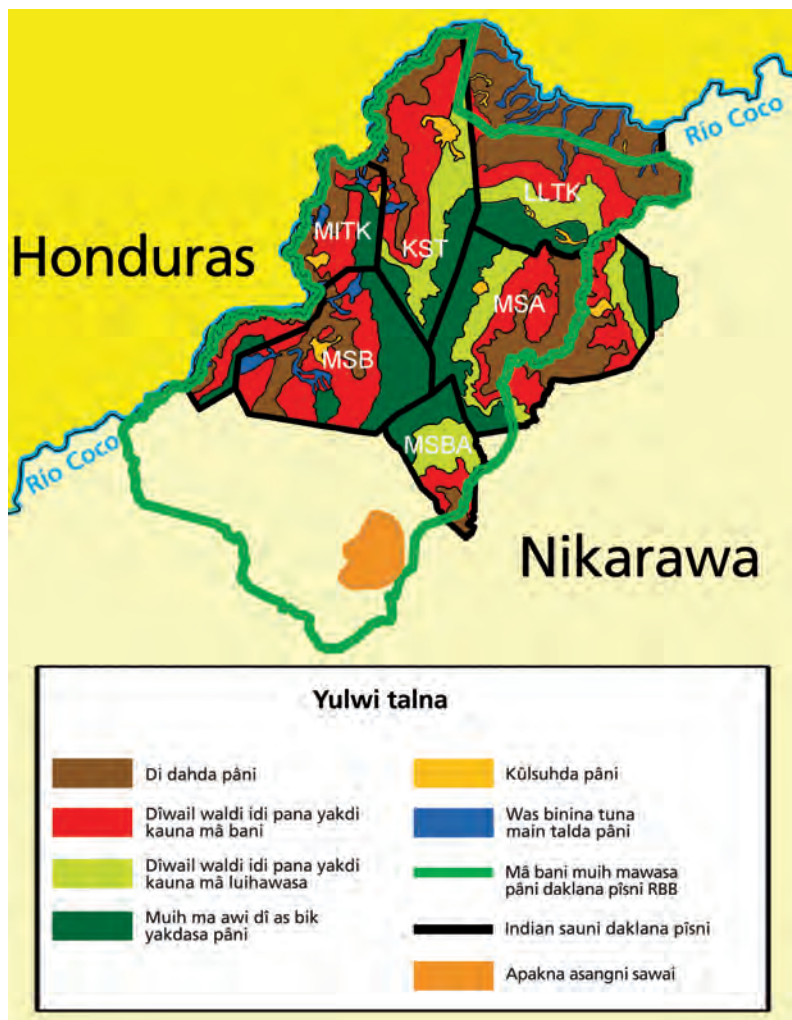 Río Coco
LLTK
MITK
KST
Honduras
MSA
MSB
MSBA
Río Coco
Nikarawa
Yulwi talna
Di dahda pâni
Dîwail waldi idi pana yakdi
kauna mâ bani
Dîwail waldi idi pana yakdi
kauna mâ luihawasa
Muih ma awi dî as bik
yakdasa pâni
Kûlsuhda pâni
Was binina tuna
main talda pâni
Mâ bani muih mawasa
pâni daklana pîsni RBB
Indian sauni daklana pîsni
Apakna asangni sawai